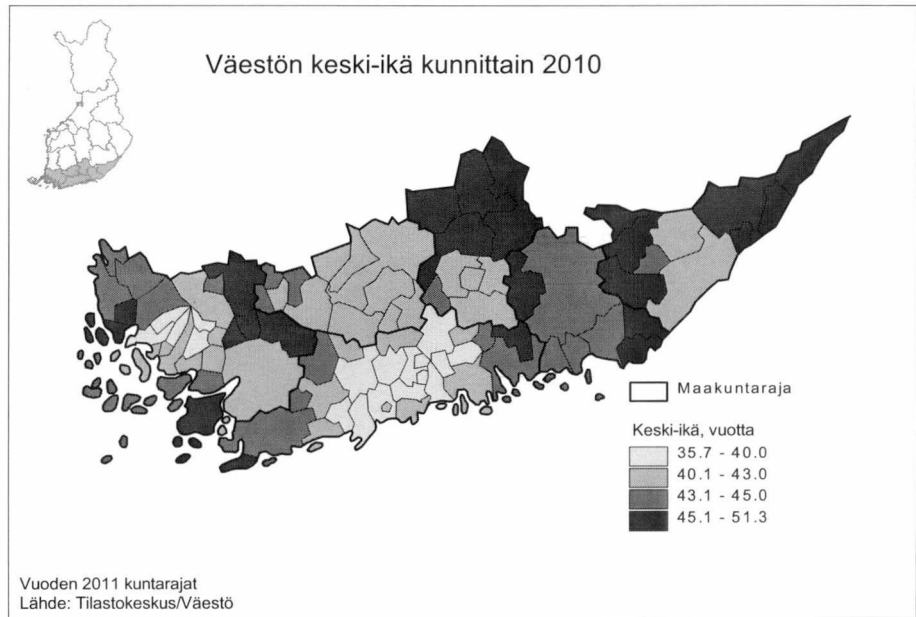 Väestön keski-ikä kunnittain 2010
Maakuntaraja
Keski-ikä, vuotta
35.7 - 40.0
40.1 - 43.0
43.1 - 45.0
45.1 - 51.3
Vuoden 2011 kuntarajat
Lähde: Tilastokeskus/Väestö